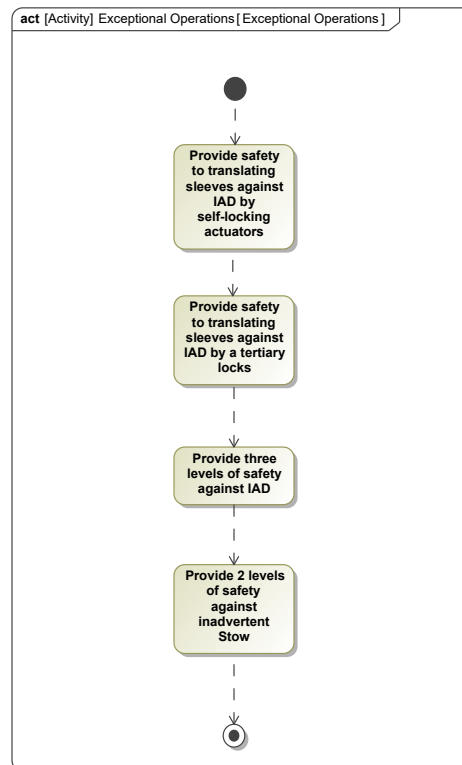 act [Activity] Exceptional Operations [ Exceptional Operations ]
Provide safety
to translating
sleeves against
IAD by
self-locking
actuators
Provide safety
to translating
sleeves against
IAD by a tertiary
locks
Provide three
levels of safety
against IAD
Provide 2 levels
of safety
against
inadvertent
Stow